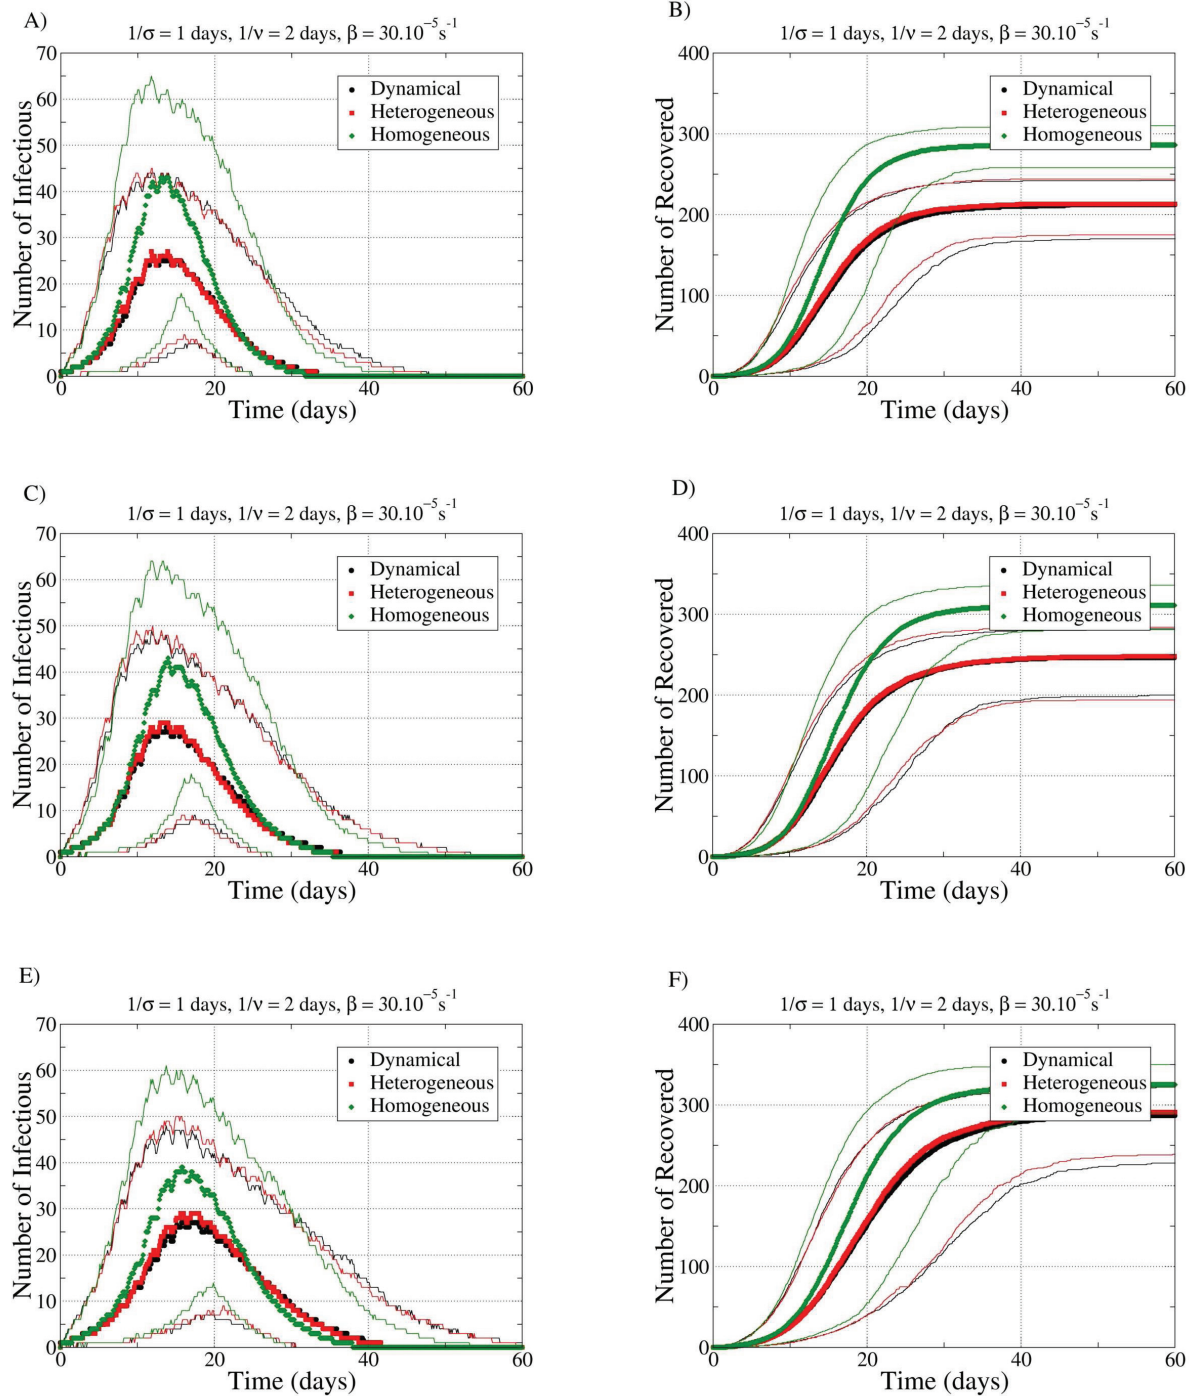 A)
1/σ = 1 days, 1/ν = 2 days, β = 30.10⁻⁵s⁻¹
70
60
50
40
30
20
10
0
Number of Infectious
Dynamical
Heterogeneous
Homogeneous
0 20 40 60
Time (days)
B)
1/σ = 1 days, 1/ν = 2 days, β = 30.10⁻⁵s⁻¹
400
300
200
100
0
Number of Recovered
Dynamical
Heterogeneous
Homogeneous
0 20 40 60
Time (days)
C)
1/σ = 1 days, 1/ν = 2 days, β = 30.10⁻⁵s⁻¹
70
60
50
40
30
20
10
0
Number of Infectious
Dynamical
Heterogeneous
Homogeneous
0 20 40 60
Time (days)
D)
1/σ = 1 days, 1/ν = 2 days, β = 30.10⁻⁵s⁻¹
400
300
200
100
0
Number of Recovered
Dynamical
Heterogeneous
Homogeneous
0 20 40 60
Time (days)
E)
1/σ = 1 days, 1/ν = 2 days, β = 30.10⁻⁵s⁻¹
70
60
50
40
30
20
10
0
Number of Infectious
Dynamical
Heterogeneous
Homogeneous
0 20 40 60
Time (days)
F)
1/σ = 1 days, 1/ν = 2 days, β = 30.10⁻⁵s⁻¹
400
300
200
100
0
Number of Recovered
Dynamical
Heterogeneous
Homogeneous
0 20 40 60
Time (days)